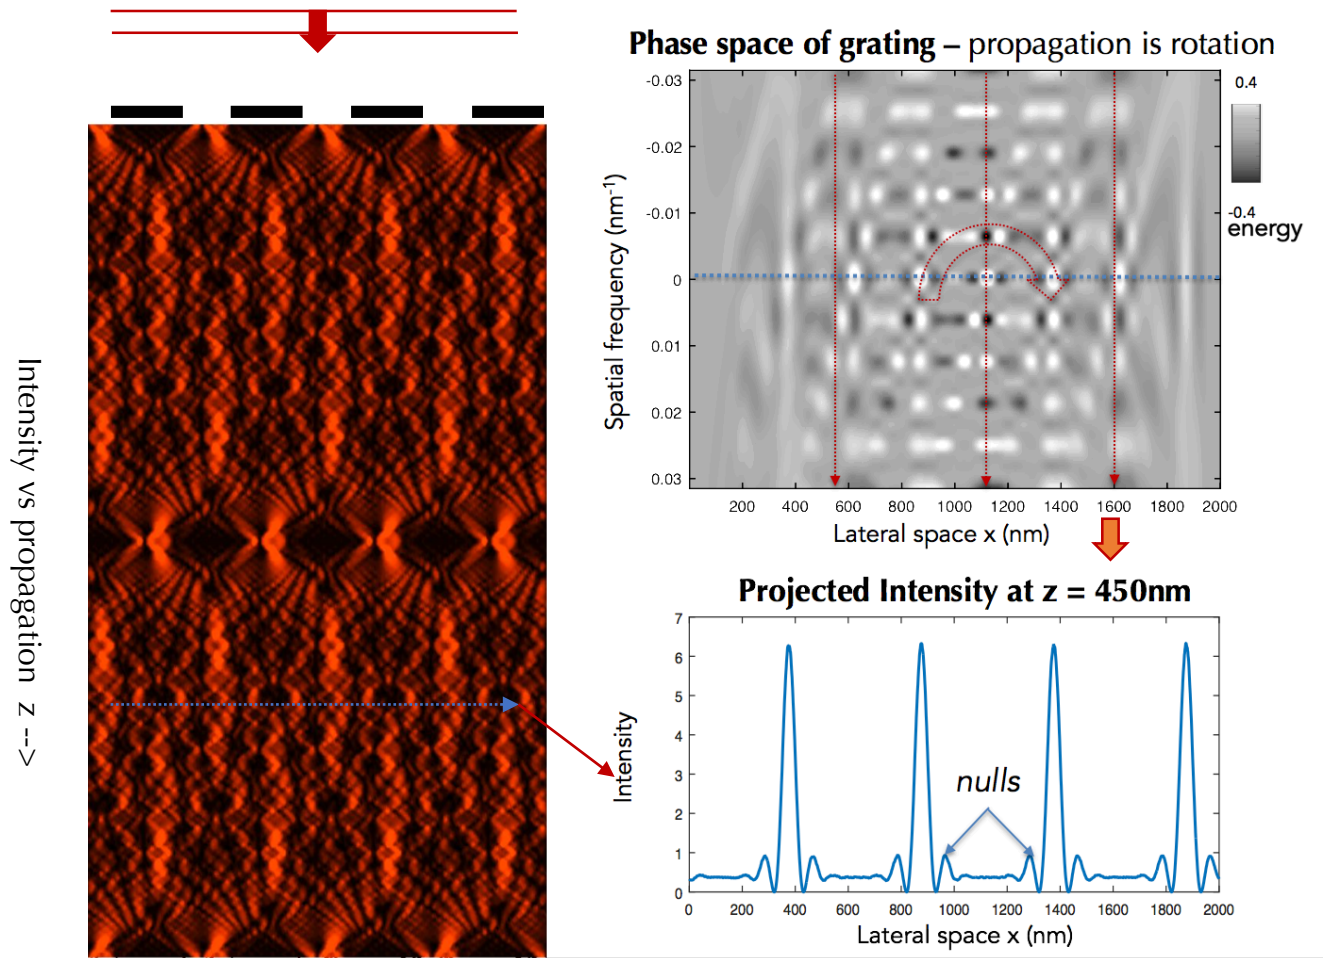 Intensity vs propagation z -->
Phase space of grating – propagation is rotation
-0.03
-0.02
-0.01
0
0.01
0.02
0.03
Spatial frequency (nm-1)
200 400 600 800 1000 1200 1400 1600 1800 2000
Lateral space x (nm)
0.4
-0.4
energy
Projected Intensity at z = 450nm
7
6
5
4
3
2
1
0
Intensity
nulls
0 200 400 600 800 1000 1200 1400 1600 1800 2000
Lateral space x (nm)